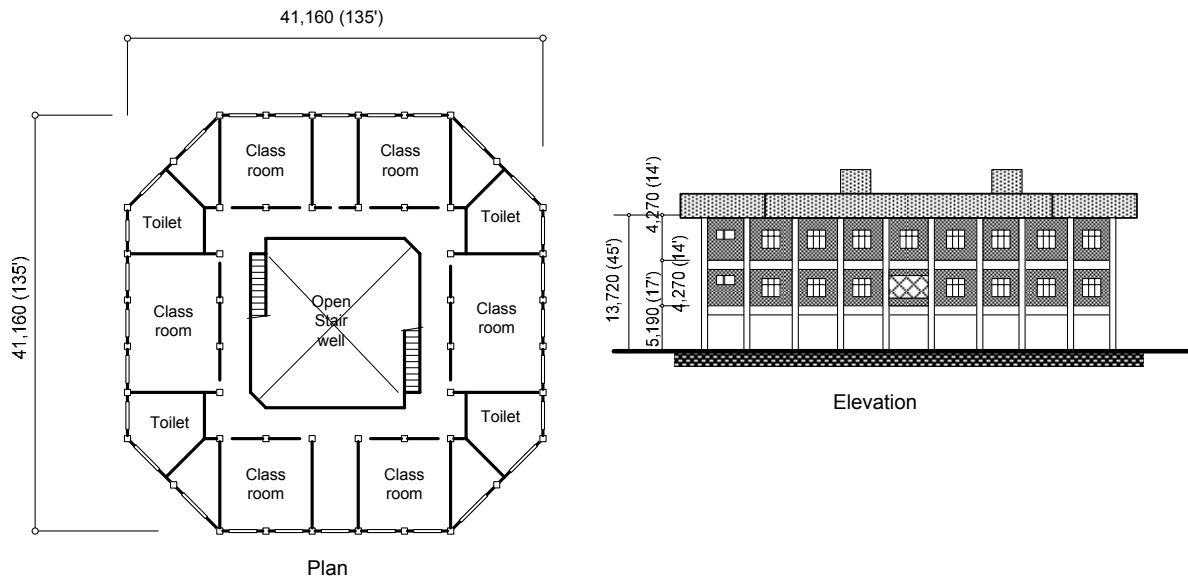 41,160 (135')
41,160 (135')
Class
room
Class
room
Toilet
Toilet
Class
room
Open
Stair
well
Class
room
Toilet
Toilet
Class
room
Class
room
Plan
13,720 (45')
4,270 (14')
4,270 (14')
5,190 (17')
Elevation